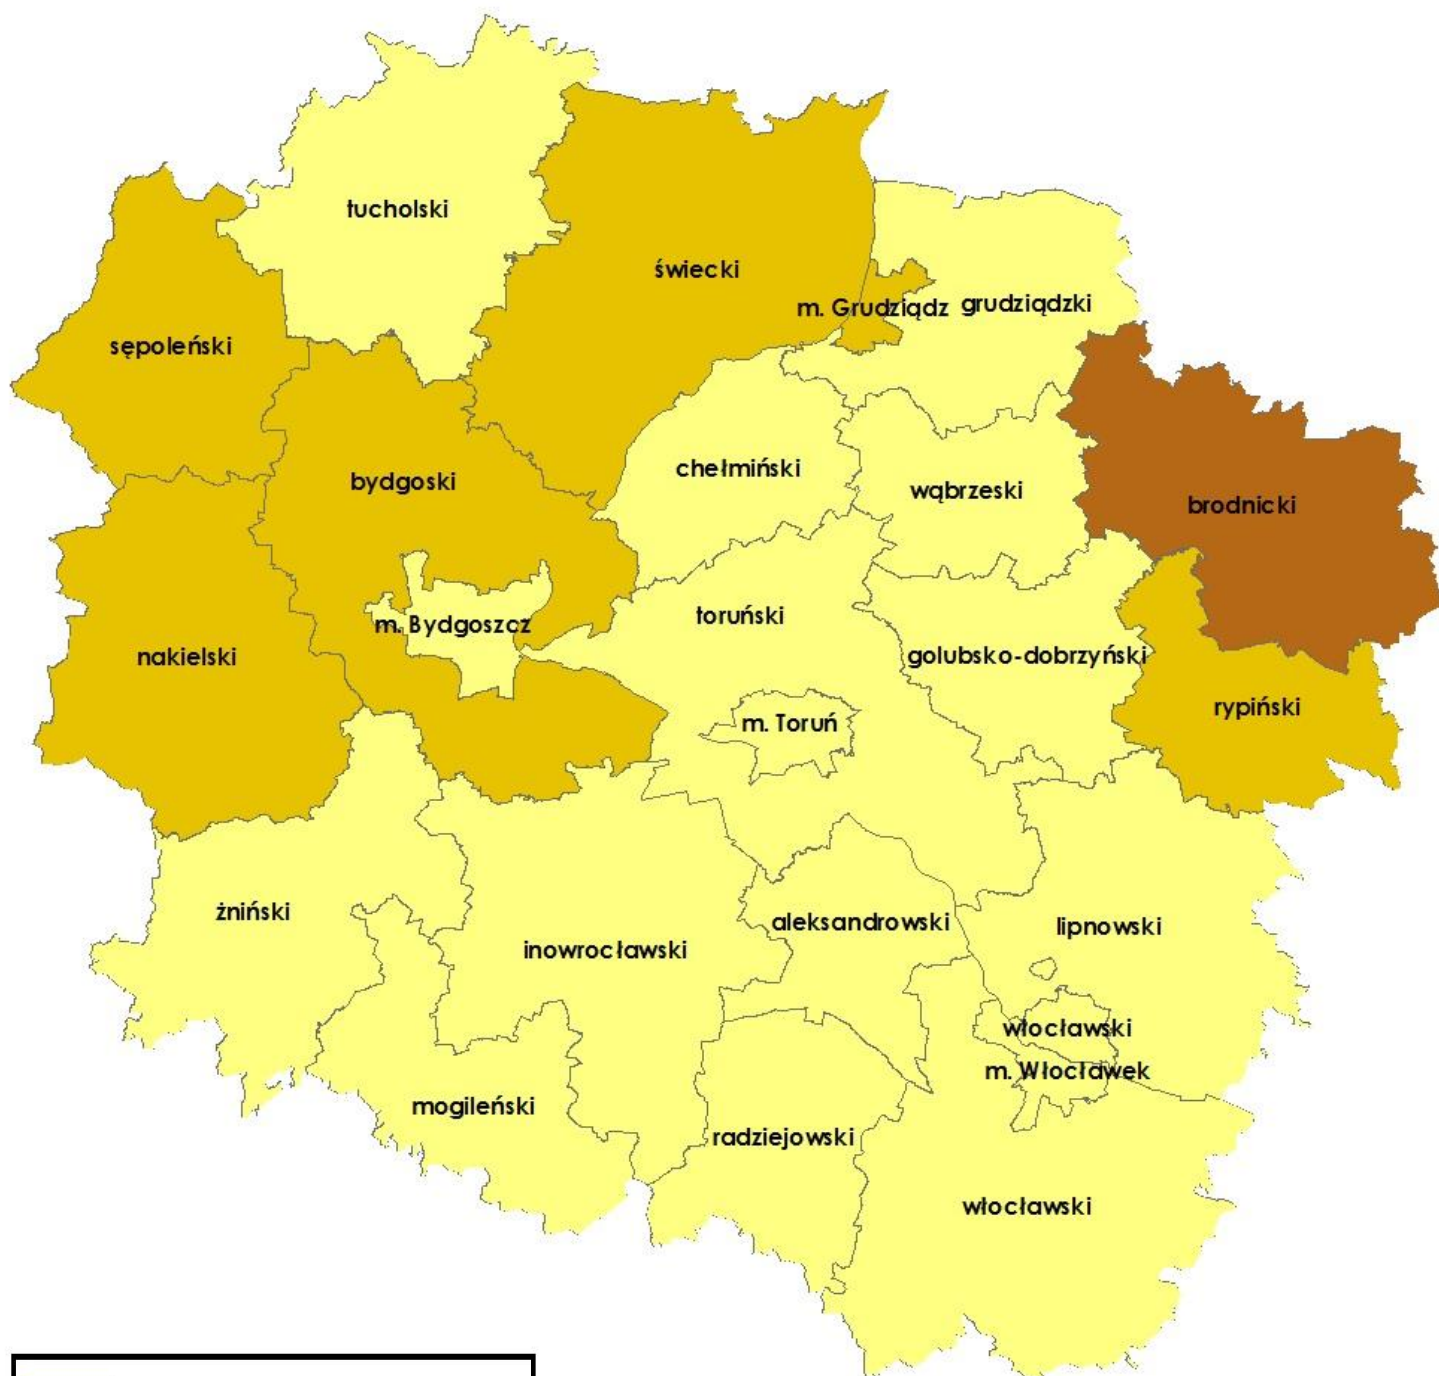 tucholski
świecki
m. Grudziądz
grudziądzki
sępoleński
chełmiński
bydgoski
wąbrzeski
brodnicki
toruński
m. Bydgoszcz
nakielski
golubsko-dobrzyński
rypiński
m. Toruń
żniński
aleksandrowski
lipnowski
inowrocławski
włocławski
m. Włocławek
mogileński
radziejowski
włocławski